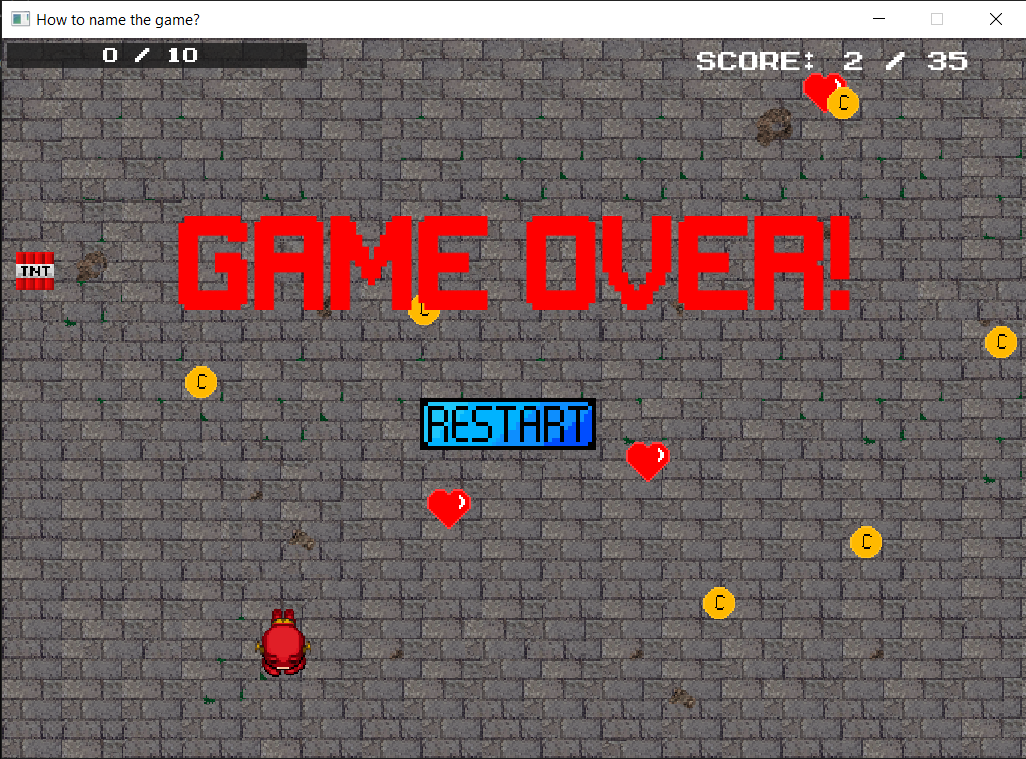 How to name the game?
0 / 10
SCORE: 2 / 35
C
GAME OVER!
TNT
C
C
C
RESTART
C
C